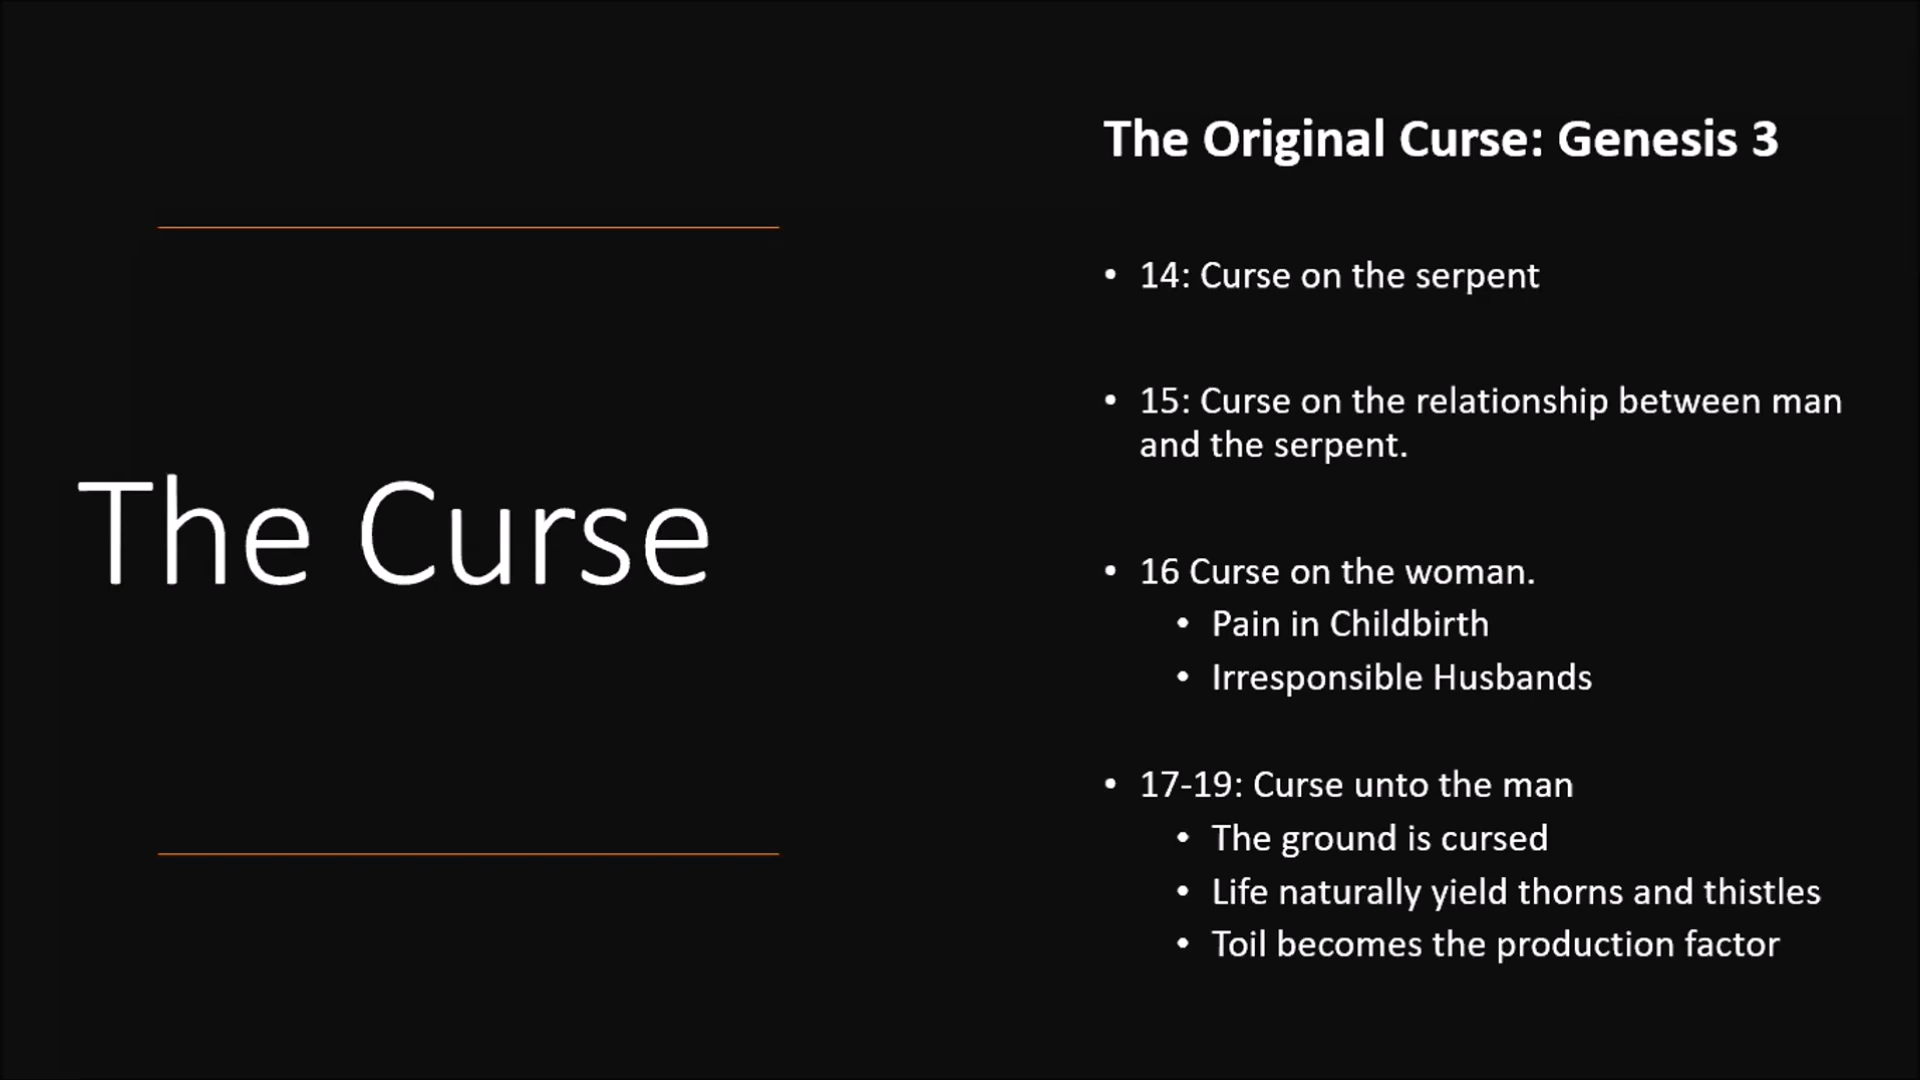 The Curse
The Original Curse: Genesis 3
• 14: Curse on the serpent
• 15: Curse on the relationship between man
and the serpent.
• 16 Curse on the woman.
• Pain in Childbirth
• Irresponsible Husbands
• 17-19: Curse unto the man
• The ground is cursed
• Life naturally yield thorns and thistles
• Toil becomes the production factor